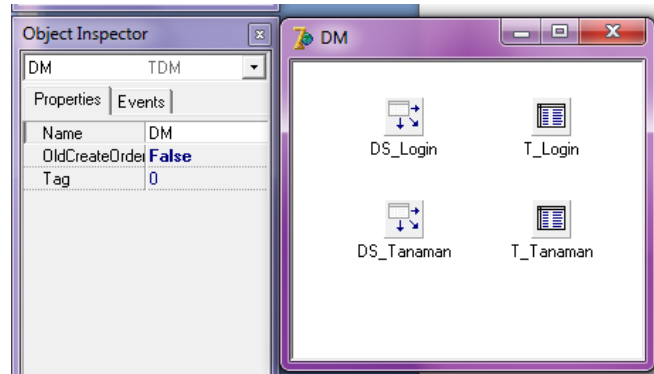 Object Inspector
DM TDM
Properties Events
Name DM
OldCreateOrder False
Tag 0
DM
DS_Login T_Login
DS_Tanaman T_Tanaman